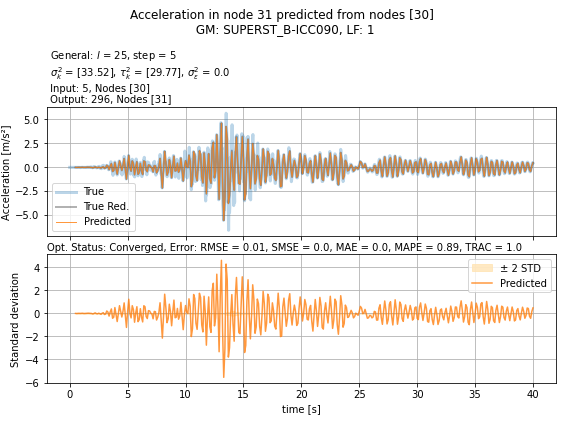 Acceleration in node 31 predicted from nodes [30]
GM: SUPERST_B-ICC090, LF: 1
General: l = 25, step = 5
σ²ₖ = [33.52], τ²ₖ = [29.77], σ²ε = 0.0
Input: 5, Nodes [30]
Output: 296, Nodes [31]
Acceleration [m/s²]
5.0
2.5
0.0
−2.5
−5.0
True
True Red.
Predicted
Opt. Status: Converged, Error: RMSE = 0.01, SMSE = 0.0, MAE = 0.0, MAPE = 0.89, TRAC = 1.0
Standard deviation
4
2
0
−2
−4
−6
± 2 STD
Predicted
0 5 10 15 20 25 30 35 40
time [s]